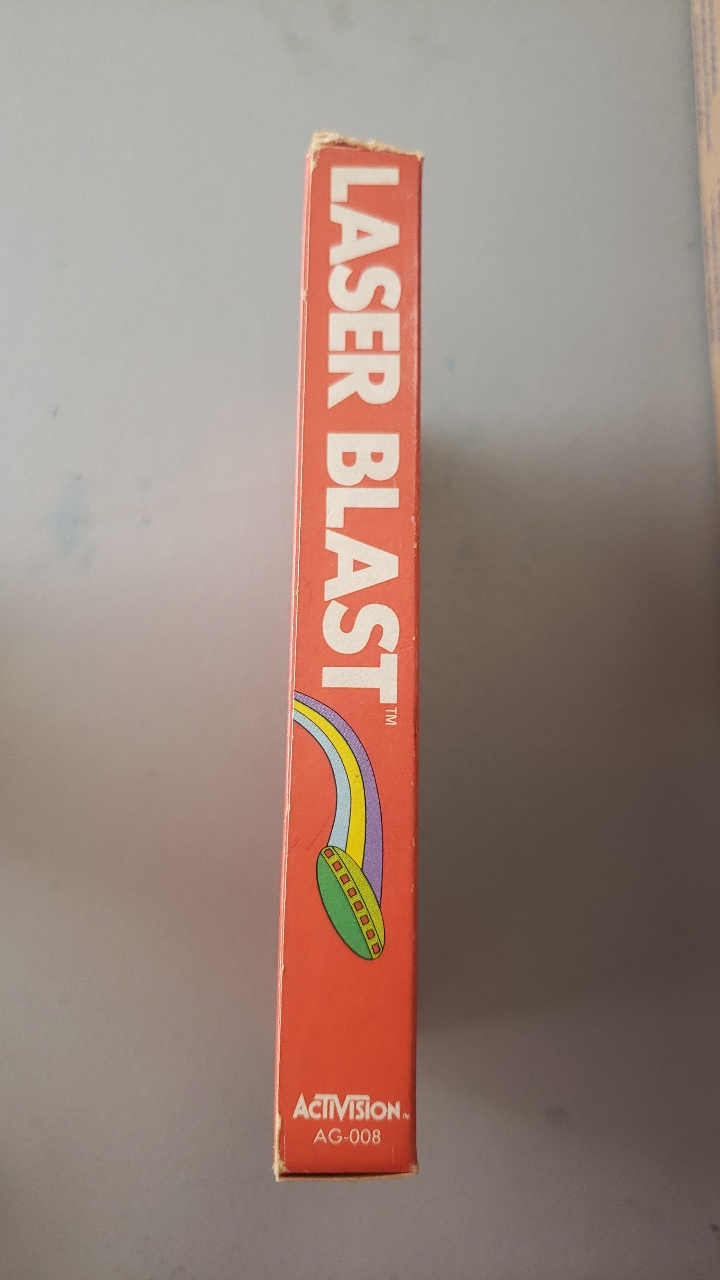 LASER BLAST™
ACTIVISION™
AG-008